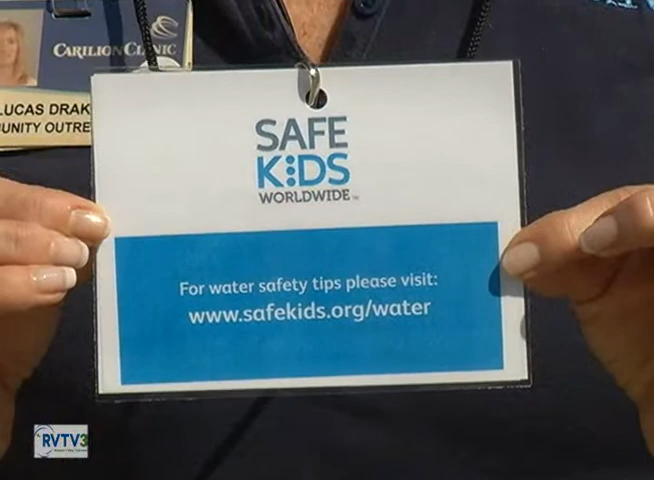 CARILION CLINIC
LUCAS DRAK
UNITY OUTRE
SAFE
KIDS
WORLDWIDE™
For water safety tips please visit:
www.safekids.org/water
RVTV3